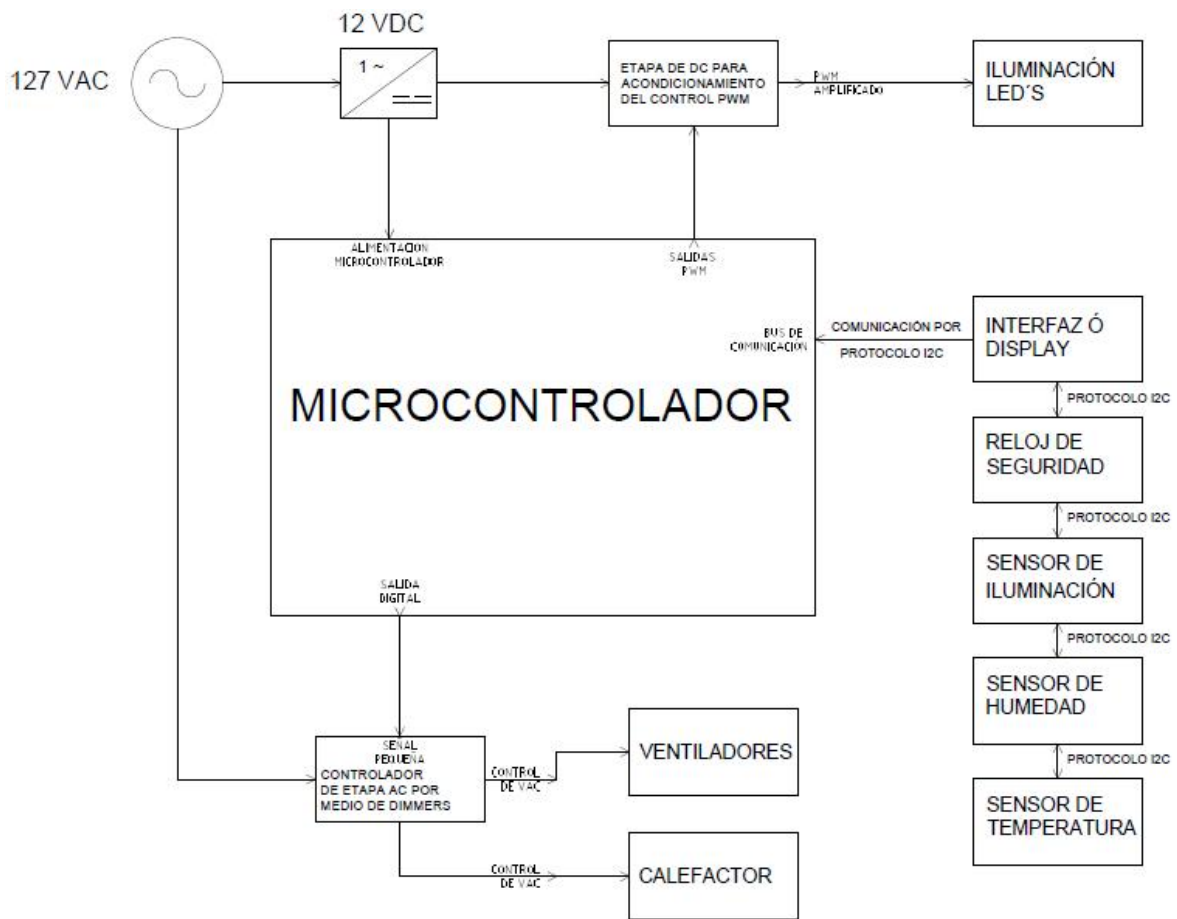 12 VDC
127 VAC
1 ~
ETAPA DE DC PARA
ACONDICIONAMIENTO
DEL CONTROL PWM
PWM
AMPLIFICADO
ILUMINACIÓN
LED´S
ALIMENTACION
MICROCONTROLADOR
SALIDAS
PWM
BUS DE
COMUNICACIÓN
COMUNICACIÓN POR
PROTOCOLO I2C
INTERFAZ Ó
DISPLAY
PROTOCOLO I2C
MICROCONTROLADOR
RELOJ DE
SEGURIDAD
PROTOCOLO I2C
SENSOR DE
ILUMINACIÓN
PROTOCOLO I2C
SENSOR DE
HUMEDAD
PROTOCOLO I2C
SENSOR DE
TEMPERATURA
SALIDA
DIGITAL
SEÑAL
PEQUEÑA
CONTROLADOR
DE ETAPA AC POR
MEDIO DE DIMMERS
CONTROL
DE VAC
VENTILADORES
CONTROL
DE VAC
CALEFACTOR